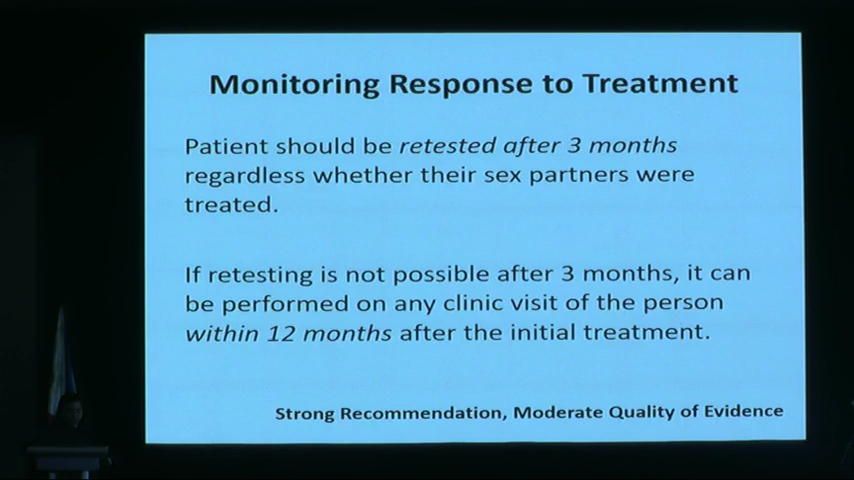 Monitoring Response to Treatment
Patient should be retested after 3 months
regardless whether their sex partners were
treated.
If retesting is not possible after 3 months, it can
be performed on any clinic visit of the person
within 12 months after the initial treatment.
Strong Recommendation, Moderate Quality of Evidence